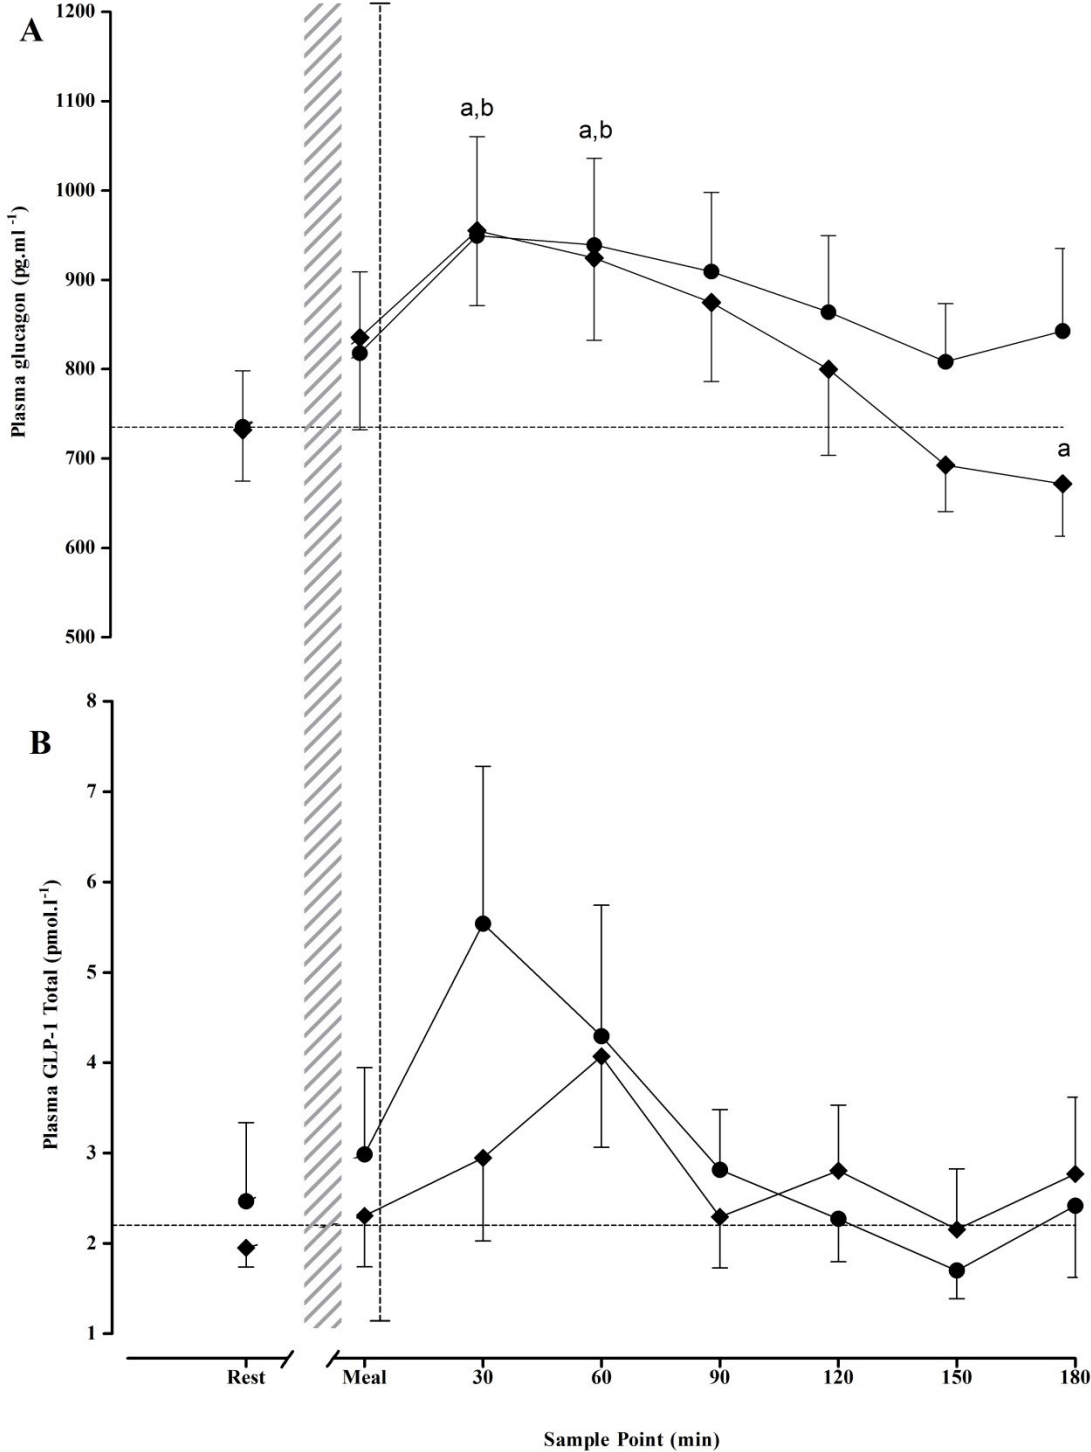 A
Plasma glucagon (pg.ml⁻¹)
1200
1100
1000
900
800
700
600
500
a,b
a,b
a
B
Plasma GLP-1 Total (pmol.l⁻¹)
8
7
6
5
4
3
2
1
Rest Meal 30 60 90 120 150 180
Sample Point (min)